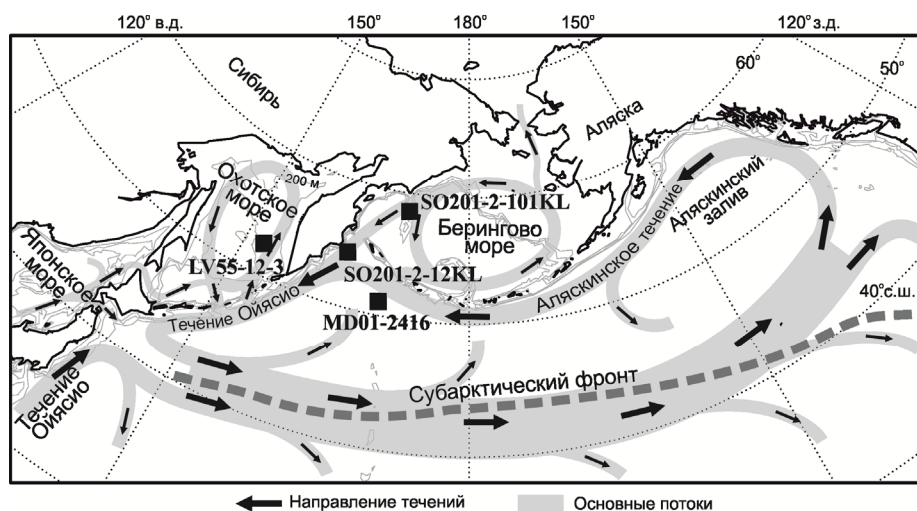 120° в.д.
150°
180°
150°
120° з.д.
60°
50°
Сибирь
Аляска
200 м
Охотское
море
SO201-2-101KL
Берингово
море
Аляскинский
залив
Японское
море
LV55-12-3
SO201-2-12KL
Аляскинское течение
Течение Ойясио
MD01-2416
40°с.ш.
Течение
Ойясио
Субарктический фронт
Направление течений
Основные потоки